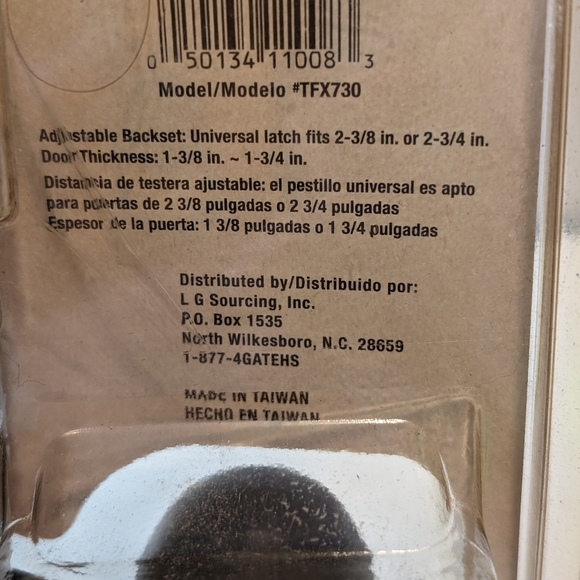 0 50134 11008 3
Model/Modelo #TFX730
Adjustable Backset: Universal latch fits 2-3/8 in. or 2-3/4 in.
Door Thickness: 1-3/8 in. ~ 1-3/4 in.
Distancia de testera ajustable: el pestillo universal es apto
para puertas de 2 3/8 pulgadas o 2 3/4 pulgadas
Espesor de la puerta: 1 3/8 pulgadas o 1 3/4 pulgadas
Distributed by/Distribuido por:
L G Sourcing, Inc.
P.O. Box 1535
North Wilkesboro, N.C. 28659
1-877-4GATEHS
MADE IN TAIWAN
HECHO EN TAIWAN